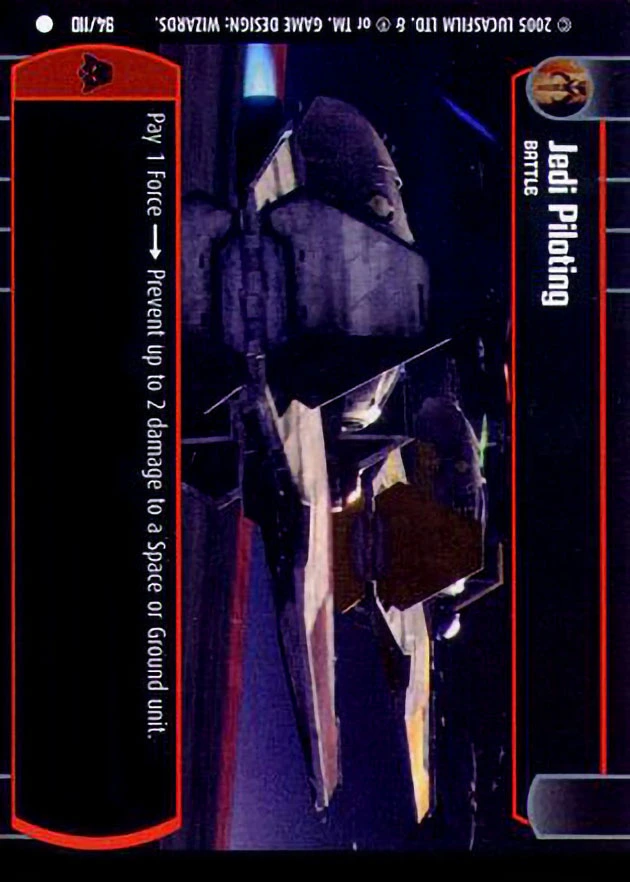 Jedi Piloting
BATTLE
Pay 1 Force → Prevent up to 2 damage to a Space or Ground unit.
94/110
© 2005 LUCASFILM LTD. & ® or TM. GAME DESIGN: WIZARDS.